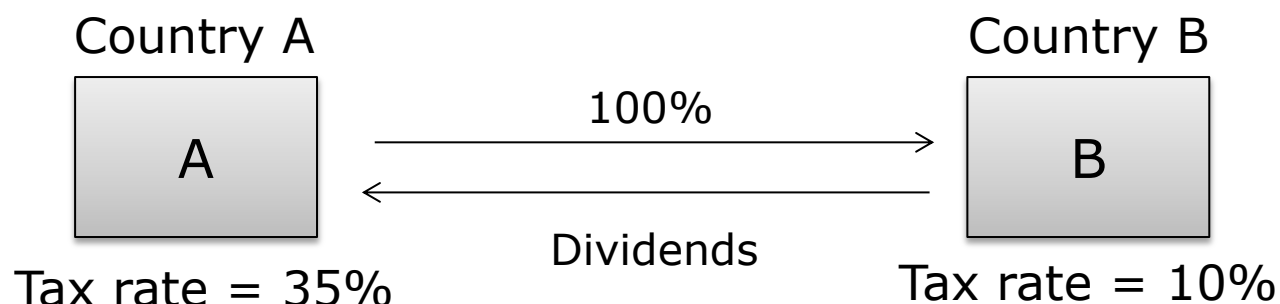 Country A
Country B
100%
A
B
Dividends
Tax rate = 35%
Tax rate = 10%